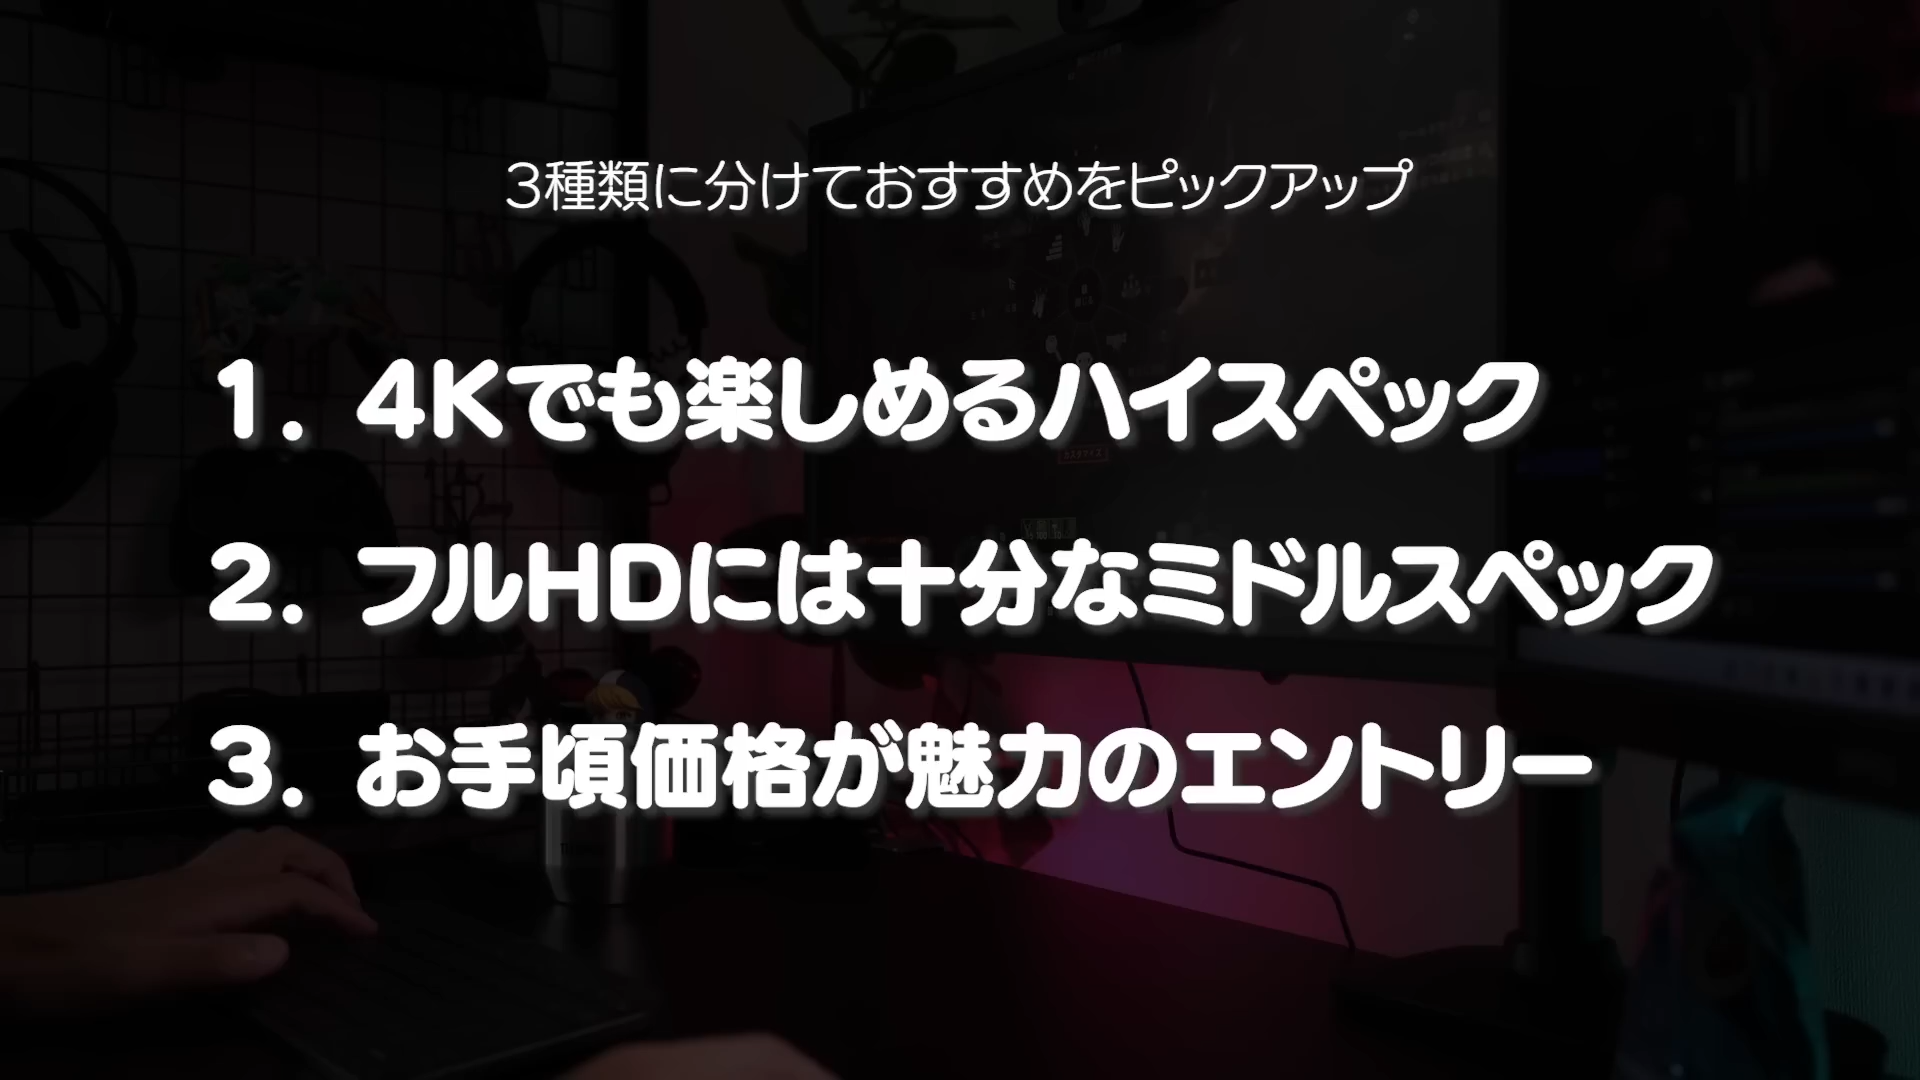 3種類に分けておすすめをピックアップ
1. 4Kでも楽しめるハイスペック
2. フルHDには十分なミドルスペック
3. お手頃価格が魅力のエントリー